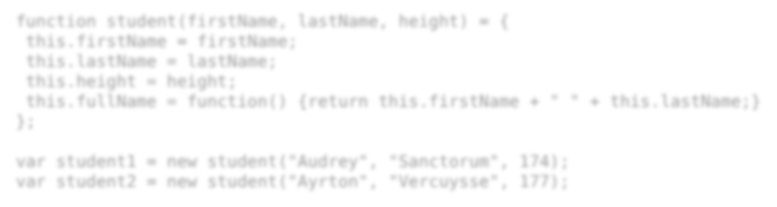 function student(firstName, lastName, height) = {
 this.firstName = firstName;
 this.lastName = lastName;
 this.height = height;
 this.fullName = function() {return this.firstName + " " + this.lastName;}
};

var student1 = new student("Audrey", "Sanctorum", 174);
var student2 = new student("Ayrton", "Vercuysse", 177);